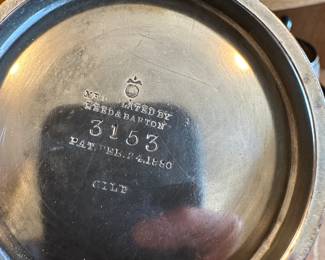 PLATED BY
REED & BARTON
3153
PAT. FEB. 24. 1880
GILT